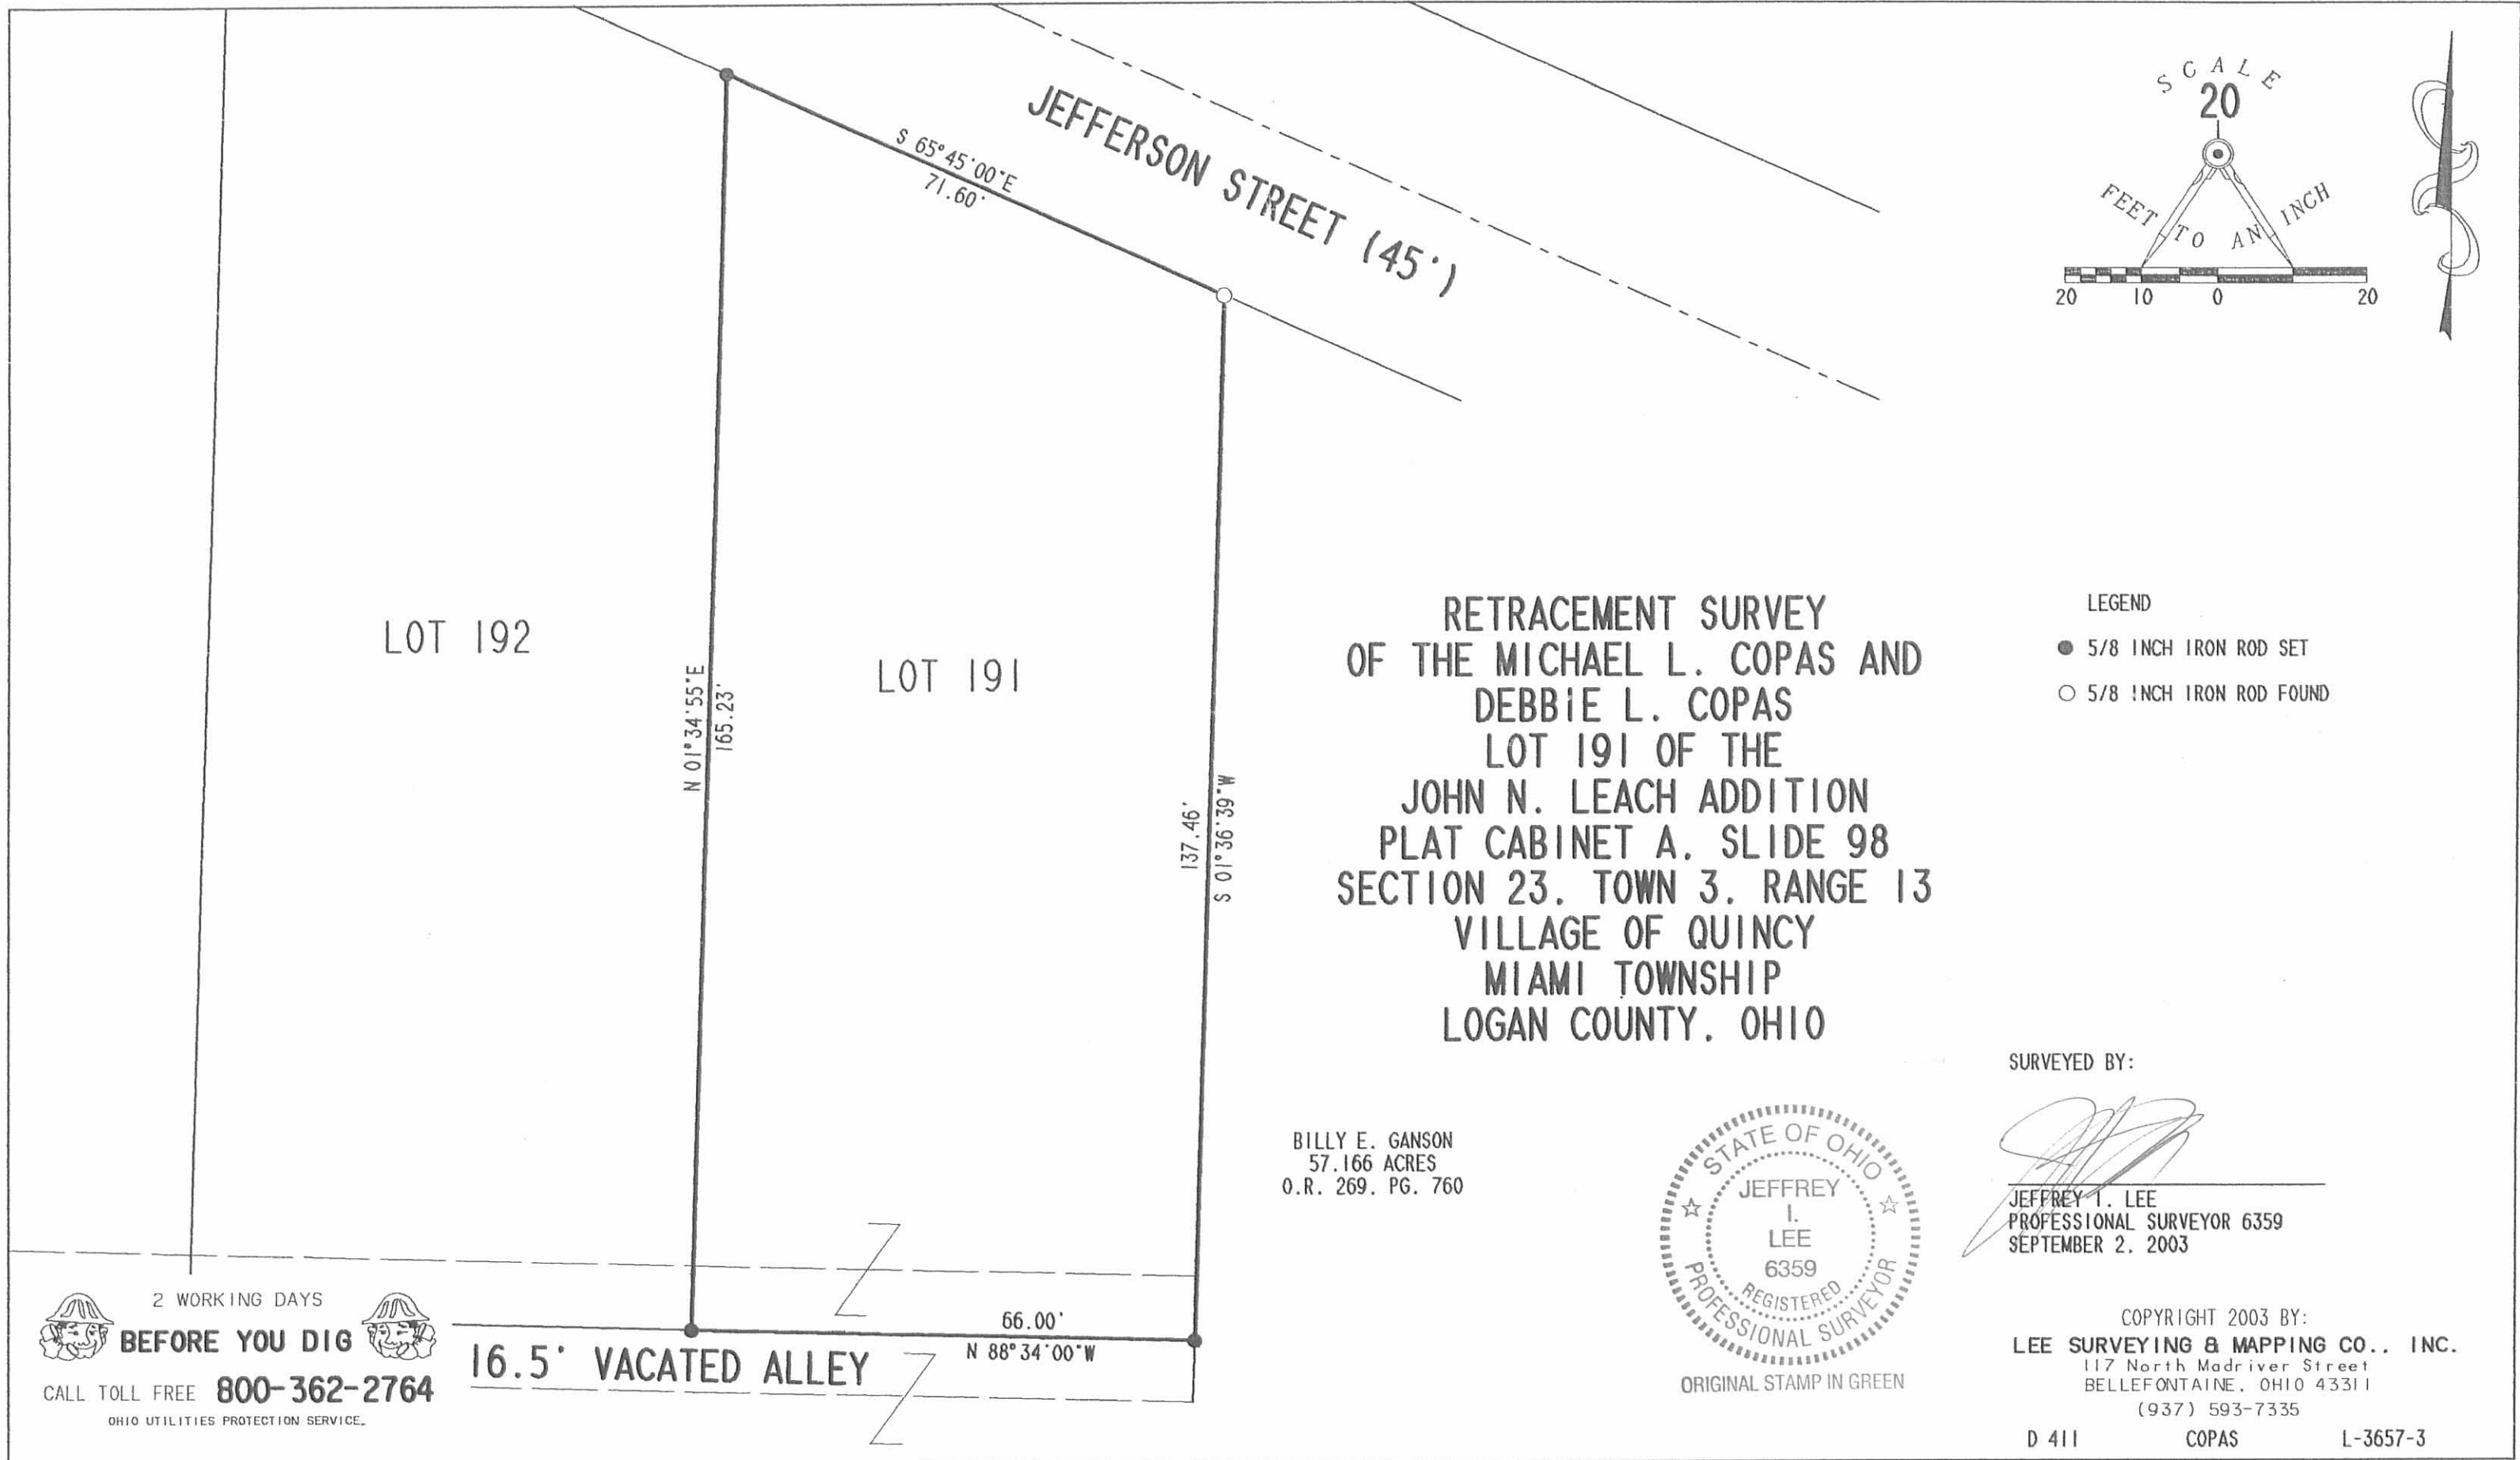 JEFFERSON STREET (45')
S 65°45'00"E
71.60'
SCALE
20
FEET TO AN INCH
20 10 0 20
LOT 192
LOT 191
N 01°34'55"E
165.23'
137.46'
S 01°36'39"W
RETRACEMENT SURVEY
OF THE MICHAEL L. COPAS AND
DEBBIE L. COPAS
LOT 191 OF THE
JOHN N. LEACH ADDITION
PLAT CABINET A. SLIDE 98
SECTION 23. TOWN 3. RANGE 13
VILLAGE OF QUINCY
MIAMI TOWNSHIP
LOGAN COUNTY. OHIO
LEGEND
5/8 INCH IRON ROD SET
5/8 INCH IRON ROD FOUND
BILLY E. GANSON
57.166 ACRES
O.R. 269. PG. 760
STATE OF OHIO
JEFFREY
I.
LEE
6359
REGISTERED
PROFESSIONAL SURVEYOR
ORIGINAL STAMP IN GREEN
SURVEYED BY:
JEFFREY I. LEE
PROFESSIONAL SURVEYOR 6359
SEPTEMBER 2. 2003
66.00'
N 88°34'00"W
16.5' VACATED ALLEY
2 WORKING DAYS
BEFORE YOU DIG
CALL TOLL FREE 800-362-2764
OHIO UTILITIES PROTECTION SERVICE.
COPYRIGHT 2003 BY:
LEE SURVEYING & MAPPING CO.. INC.
117 North Madriver Street
BELLEFONTAINE. OHIO 43311
(937) 593-7335
D 411 COPAS L-3657-3